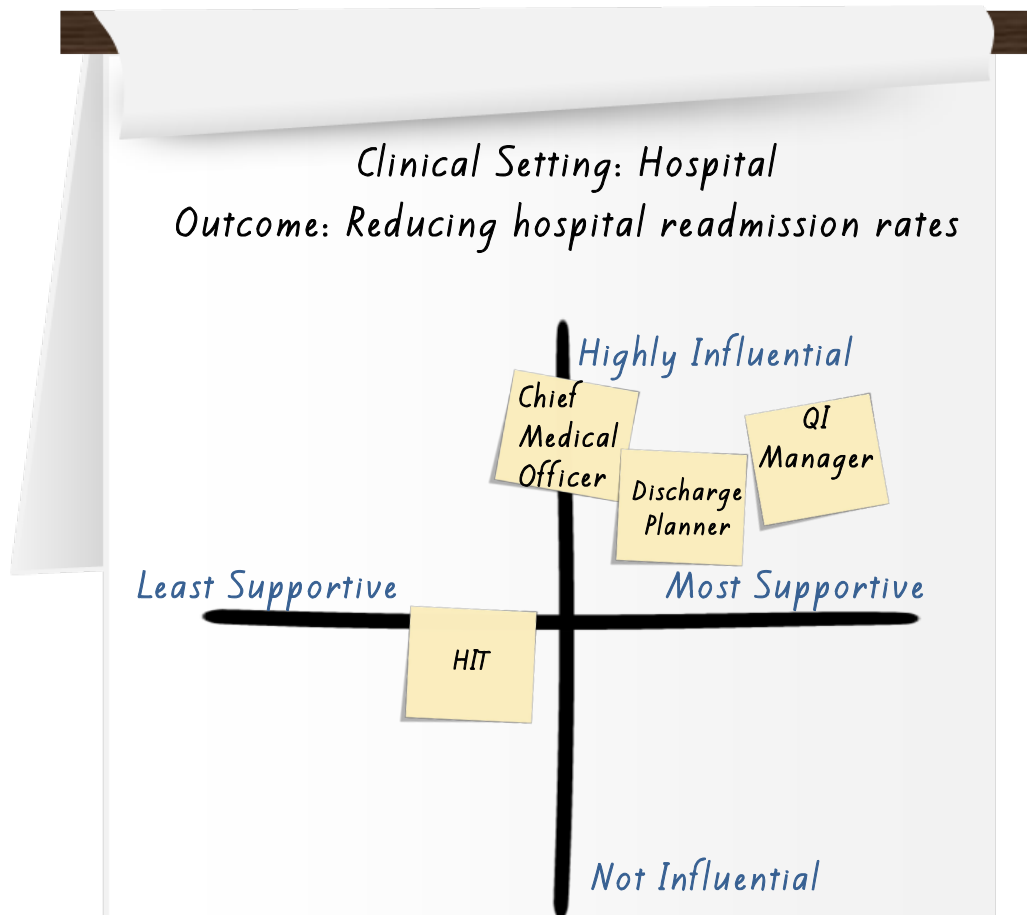 Clinical Setting: Hospital
Outcome: Reducing hospital readmission rates
Highly Influential
Chief
Medical
Officer
QI
Manager
Discharge
Planner
Least Supportive
Most Supportive
HIT
Not Influential